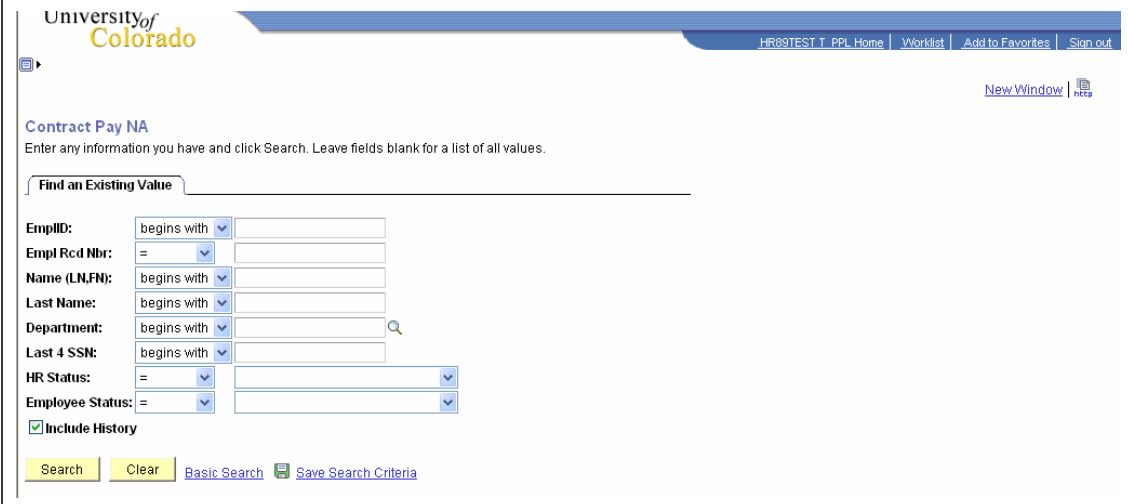 University of
Colorado
HR89TEST T PPL Home | Worklist | Add to Favorites | Sign out
New Window | http
Contract Pay NA
Enter any information you have and click Search. Leave fields blank for a list of all values.
Find an Existing Value
EmplID: begins with
Empl Rcd Nbr: =
Name (LN,FN): begins with
Last Name: begins with
Department: begins with
Last 4 SSN: begins with
HR Status: =
Employee Status: =
Include History
Search Clear Basic Search Save Search Criteria